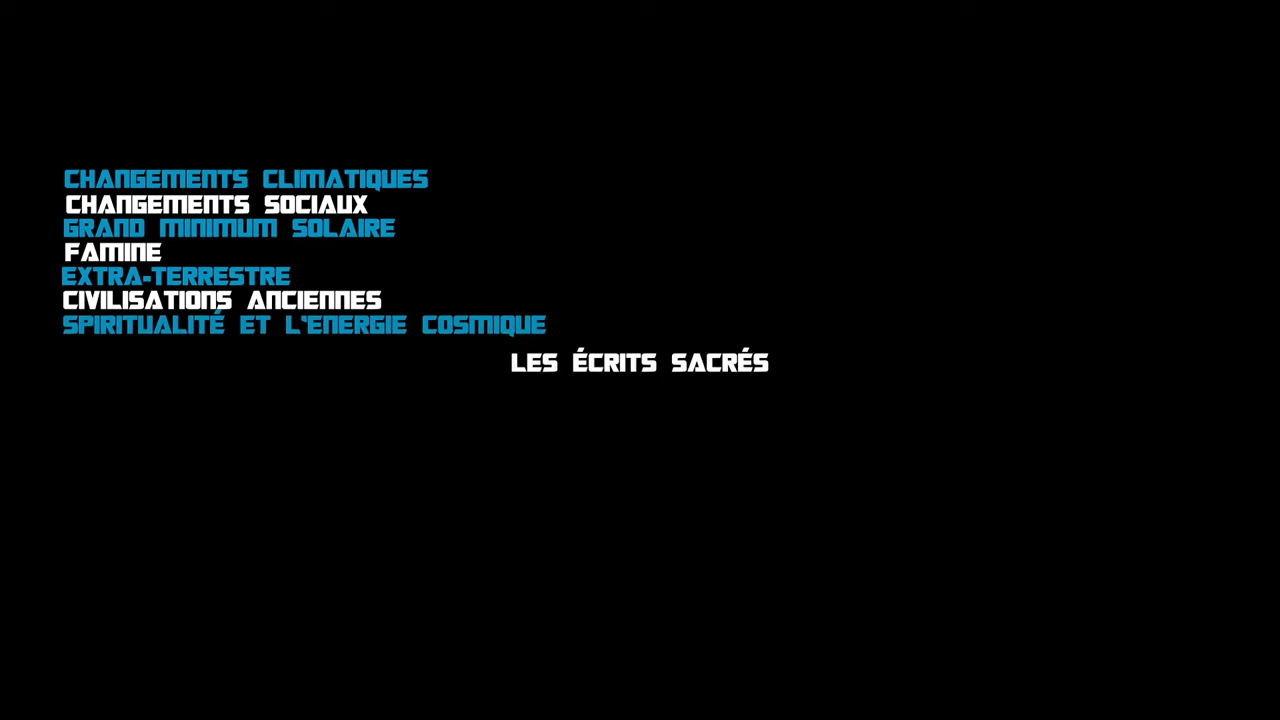 CHANGEMENTS CLIMATIQUES
CHANGEMENTS SOCIAUX
GRAND MINIMUM SOLAIRE
FAMINE
EXTRA-TERRESTRE
CIVILISATIONS ANCIENNES
SPIRITUALITÉ ET L'ENERGIE COSMIQUE
LES ÉCRITS SACRÉS